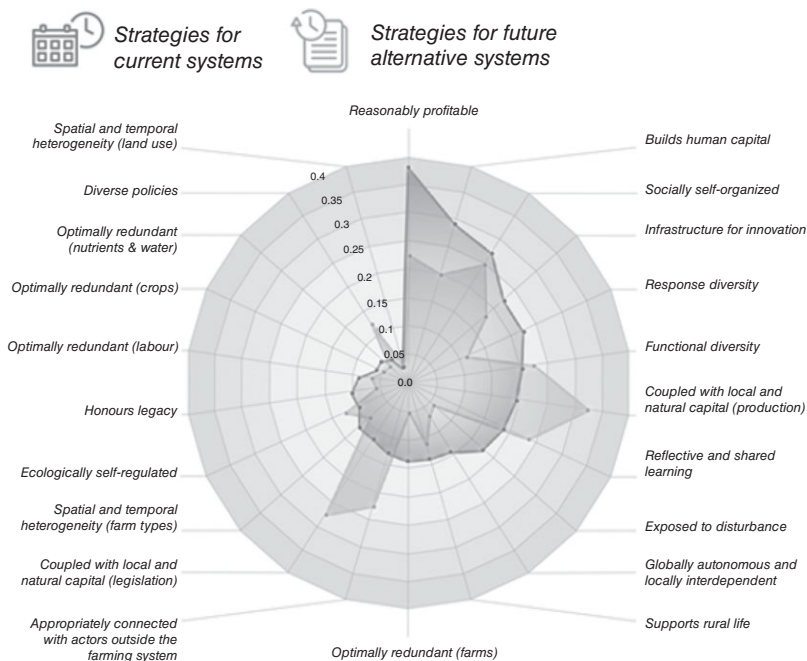 Strategies for
current systems
Strategies for future
alternative systems
Reasonably profitable
Spatial and temporal
heterogeneity (land use)
Diverse policies
Optimally redundant
(nutrients & water)
Optimally redundant (crops)
Optimally redundant (labour)
Honours legacy
Ecologically self-regulated
Spatial and temporal
heterogeneity (farm types)
Coupled with local and
natural capital (legislation)
Appropriately connected
with actors outside the
farming system
0.4
0.35
0.3
0.25
0.2
0.15
0.1
0.05
0.0
Builds human capital
Socially self-organized
Infrastructure for innovation
Response diversity
Functional diversity
Coupled with local and
natural capital (production)
Reflective and shared
learning
Exposed to disturbance
Globally autonomous and
locally interdependent
Supports rural life
Optimally redundant (farms)